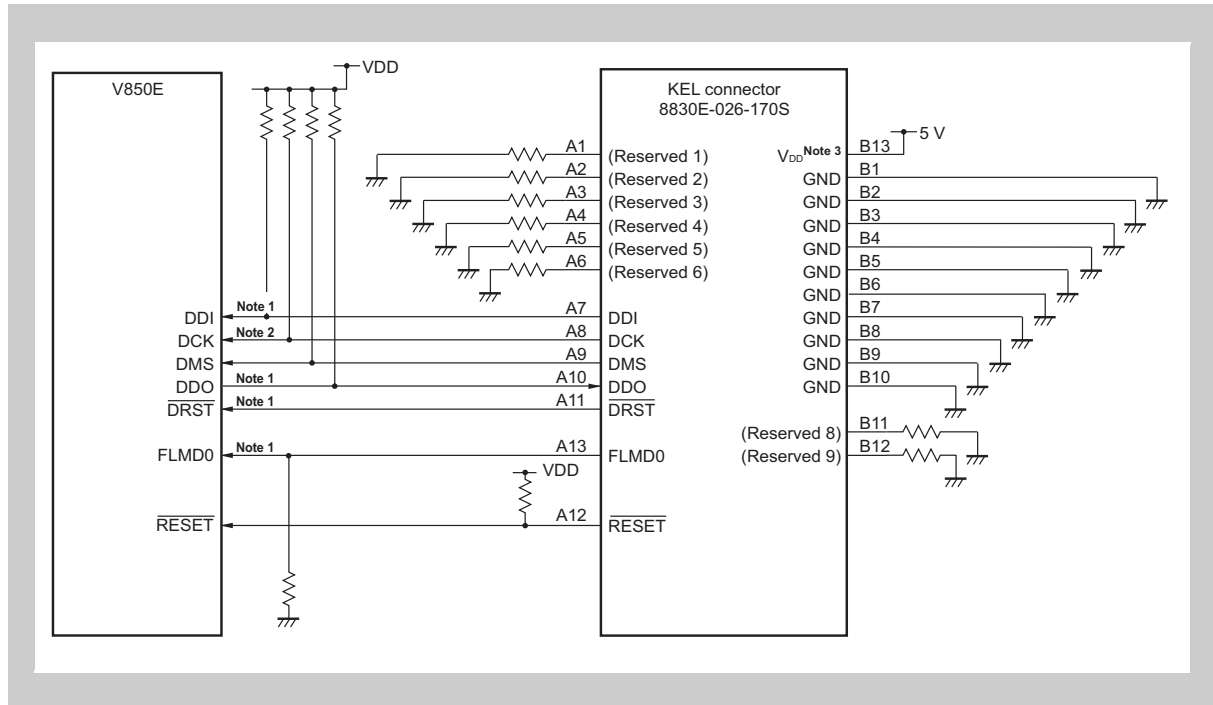 VDD
V850E
KEL connector
8830E-026-170S
5 V
A1 (Reserved 1) VDD Note 3 B13
A2 (Reserved 2) GND B1
A3 (Reserved 3) GND B2
A4 (Reserved 4) GND B3
A5 (Reserved 5) GND B4
A6 (Reserved 6) GND B5
GND B6
DDI Note 1 A7 DDI GND B7
DCK Note 2 A8 DCK GND B8
DMS A9 DMS GND B9
DDO Note 1 A10 DDO GND B10
DRST Note 1 A11 DRST
(Reserved 8) B11
FLMD0 Note 1 A13 FLMD0 (Reserved 9) B12
VDD
RESET A12 RESET